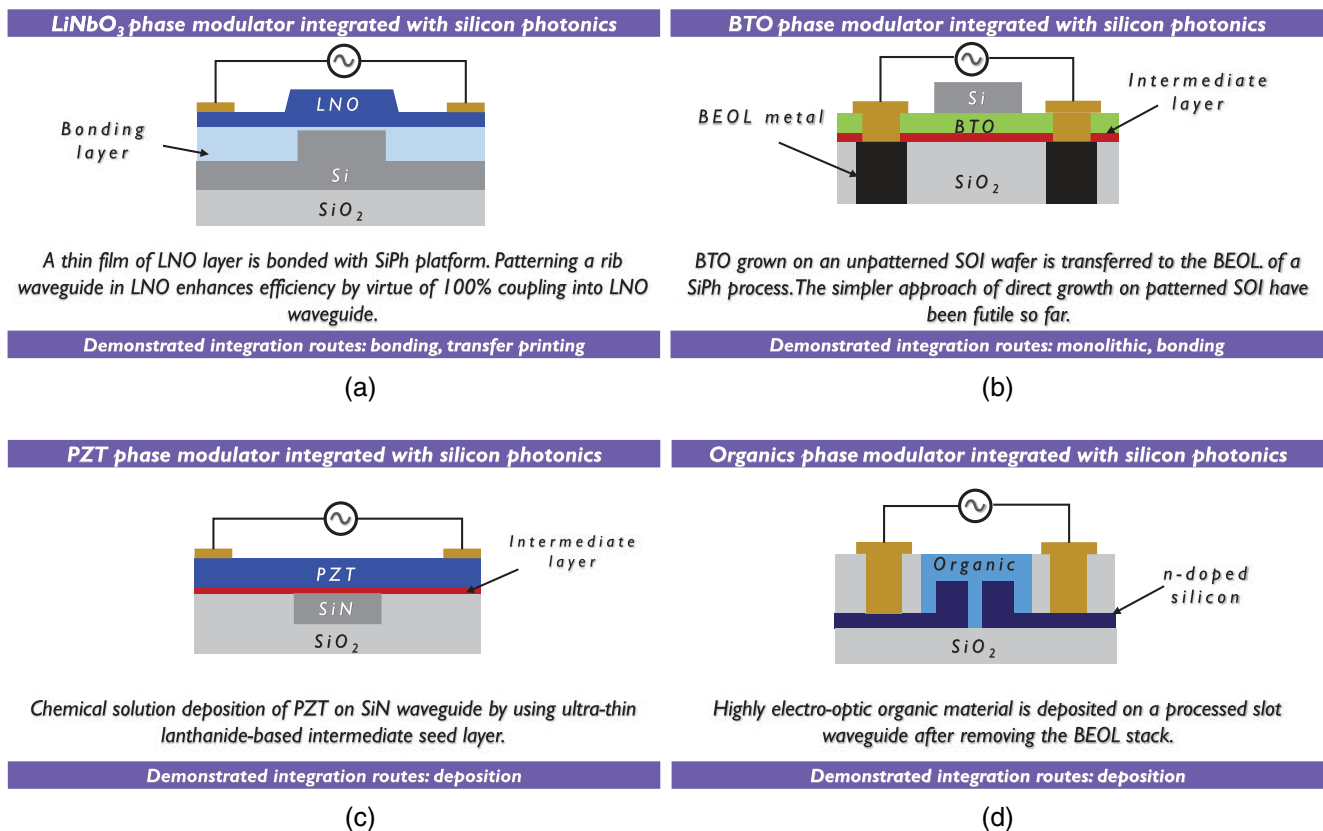 LiNbO3 phase modulator integrated with silicon photonics
LNO
Bonding
layer
Si
SiO2
A thin film of LNO layer is bonded with SiPh platform. Patterning a rib
waveguide in LNO enhances efficiency by virtue of 100% coupling into LNO
waveguide.
Demonstrated integration routes: bonding, transfer printing
(a)
BTO phase modulator integrated with silicon photonics
Intermediate
layer
Si
BEOL metal
BTO
SiO2
BTO grown on an unpatterned SOI wafer is transferred to the BEOL of a
SiPh process. The simpler approach of direct growth on patterned SOI have
been futile so far.
Demonstrated integration routes: monolithic, bonding
(b)
PZT phase modulator integrated with silicon photonics
Intermediate
layer
PZT
SiN
SiO2
Chemical solution deposition of PZT on SiN waveguide by using ultra-thin
lanthanide-based intermediate seed layer.
Demonstrated integration routes: deposition
(c)
Organics phase modulator integrated with silicon photonics
Organic
n-doped
silicon
SiO2
Highly electro-optic organic material is deposited on a processed slot
waveguide after removing the BEOL stack.
Demonstrated integration routes: deposition
(d)